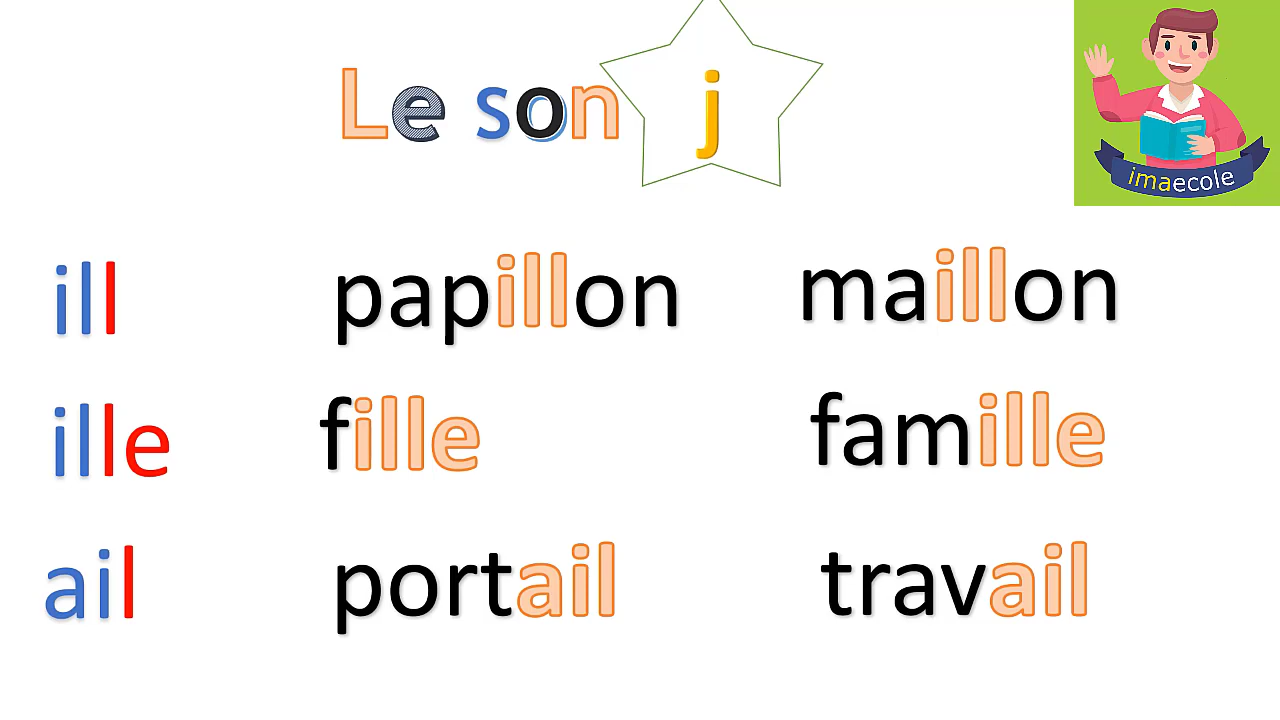 Le son j
imaecole
ill papillon maillon
ille fille famille
ail portail travail